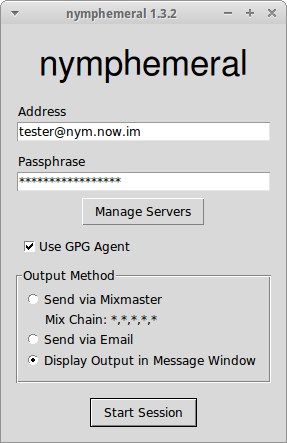 nymphemeral 1.3.2
nymphemeral
Address
tester@nym.now.im
Passphrase
*****************
Manage Servers
Use GPG Agent
Output Method
Send via Mixmaster
Mix Chain: *,*,*,*,*
Send via Email
Display Output in Message Window
Start Session